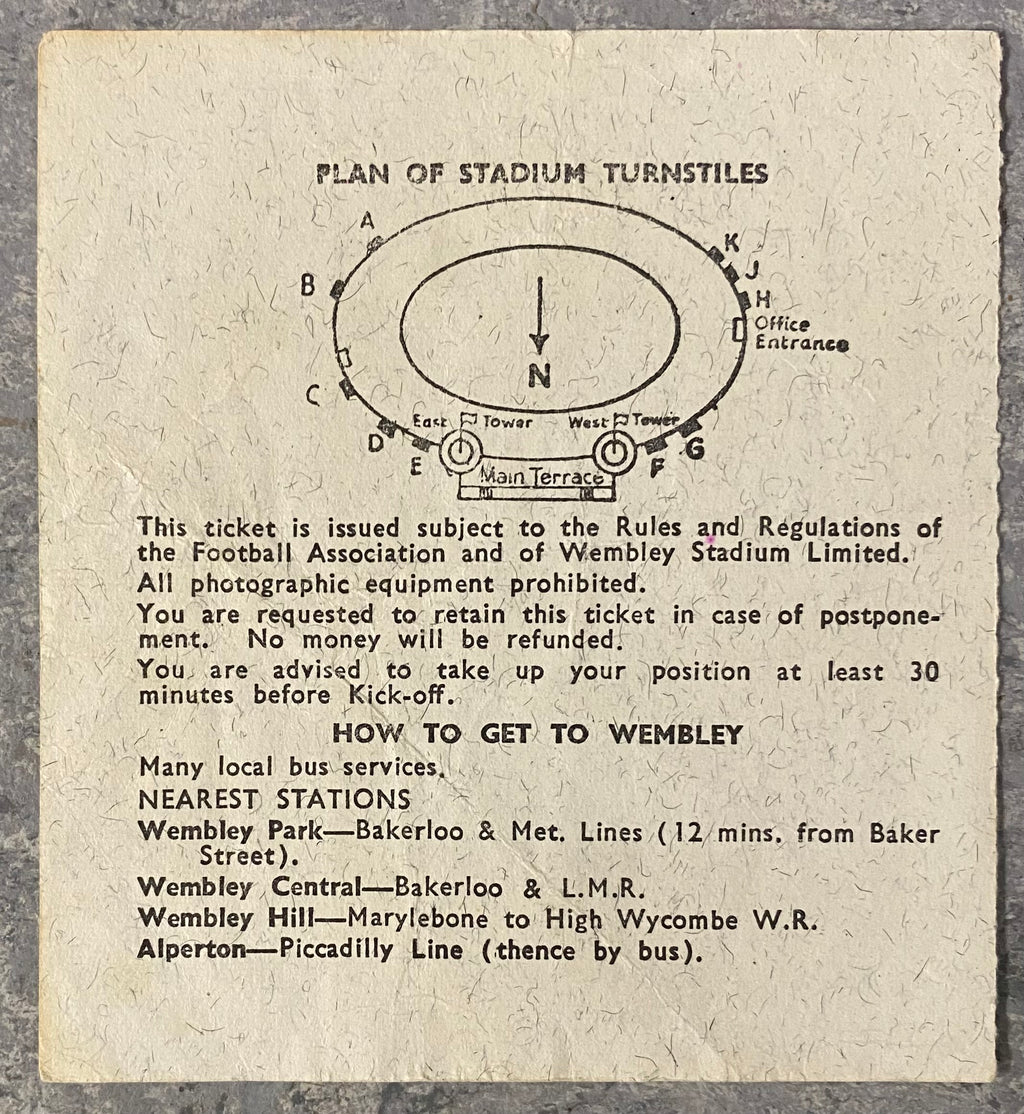 PLAN OF STADIUM TURNSTILES
A
K
B
J
H
Office
Entrance
N
C
East Tower West Tower
D
G
E
F
Main Terrace
This ticket is issued subject to the Rules and Regulations of
the Football Association and of Wembley Stadium Limited.
All photographic equipment prohibited.
You are requested to retain this ticket in case of postpone-
ment. No money will be refunded.
You are advised to take up your position at least 30
minutes before Kick-off.
HOW TO GET TO WEMBLEY
Many local bus services.
NEAREST STATIONS
Wembley Park—Bakerloo & Met. Lines (12 mins. from Baker
Street).
Wembley Central—Bakerloo & L.M.R.
Wembley Hill—Marylebone to High Wycombe W.R.
Alperton—Piccadilly Line (thence by bus).